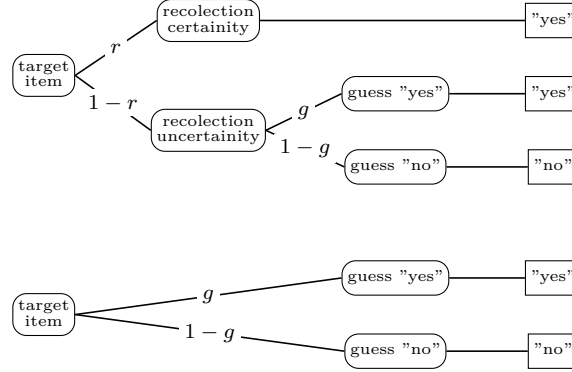 recolection
certainity
"yes"
r
target
item
1 − r
guess "yes"
"yes"
g
recolection
uncertainity
1 − g
guess "no"
"no"
guess "yes"
"yes"
g
target
item
1 − g
guess "no"
"no"